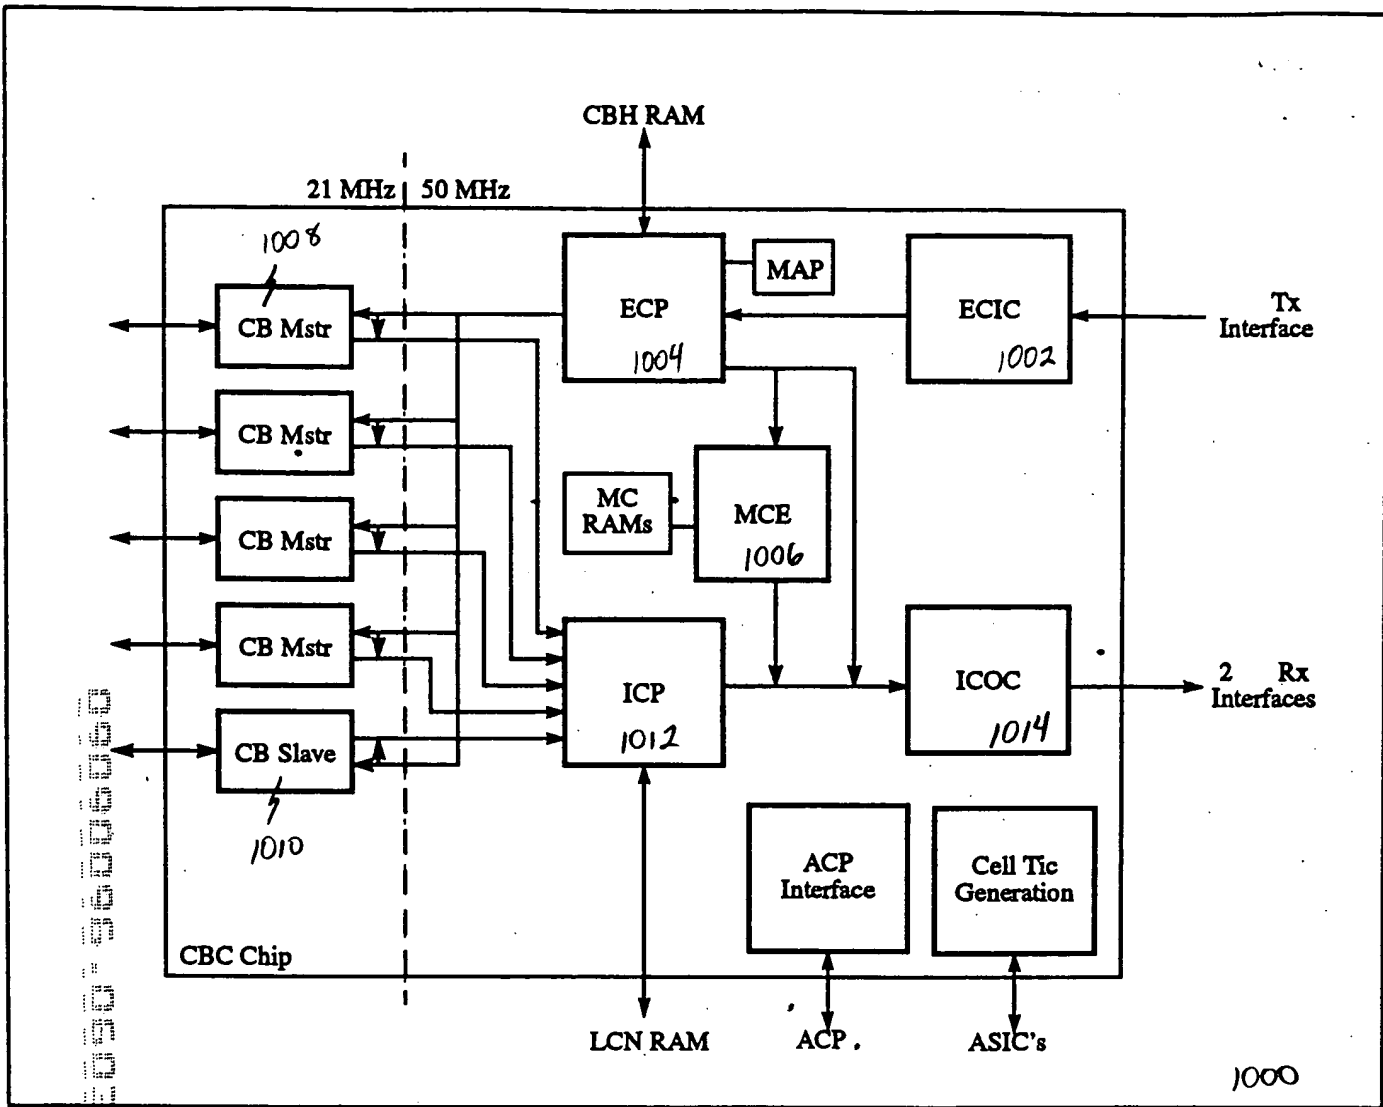 CBH RAM
21 MHz
50 MHz
1008
CB Mstr
ECP
1004
MAP
ECIC
1002
Tx
Interface
CB Mstr
CB Mstr
MC
RAMs
MCE
1006
CB Mstr
CB Slave
1010
ICP
1012
ICOC
1014
2 Rx
Interfaces
ACP
Interface
Cell Tic
Generation
CBC Chip
LCN RAM
ACP
ASIC's
1000